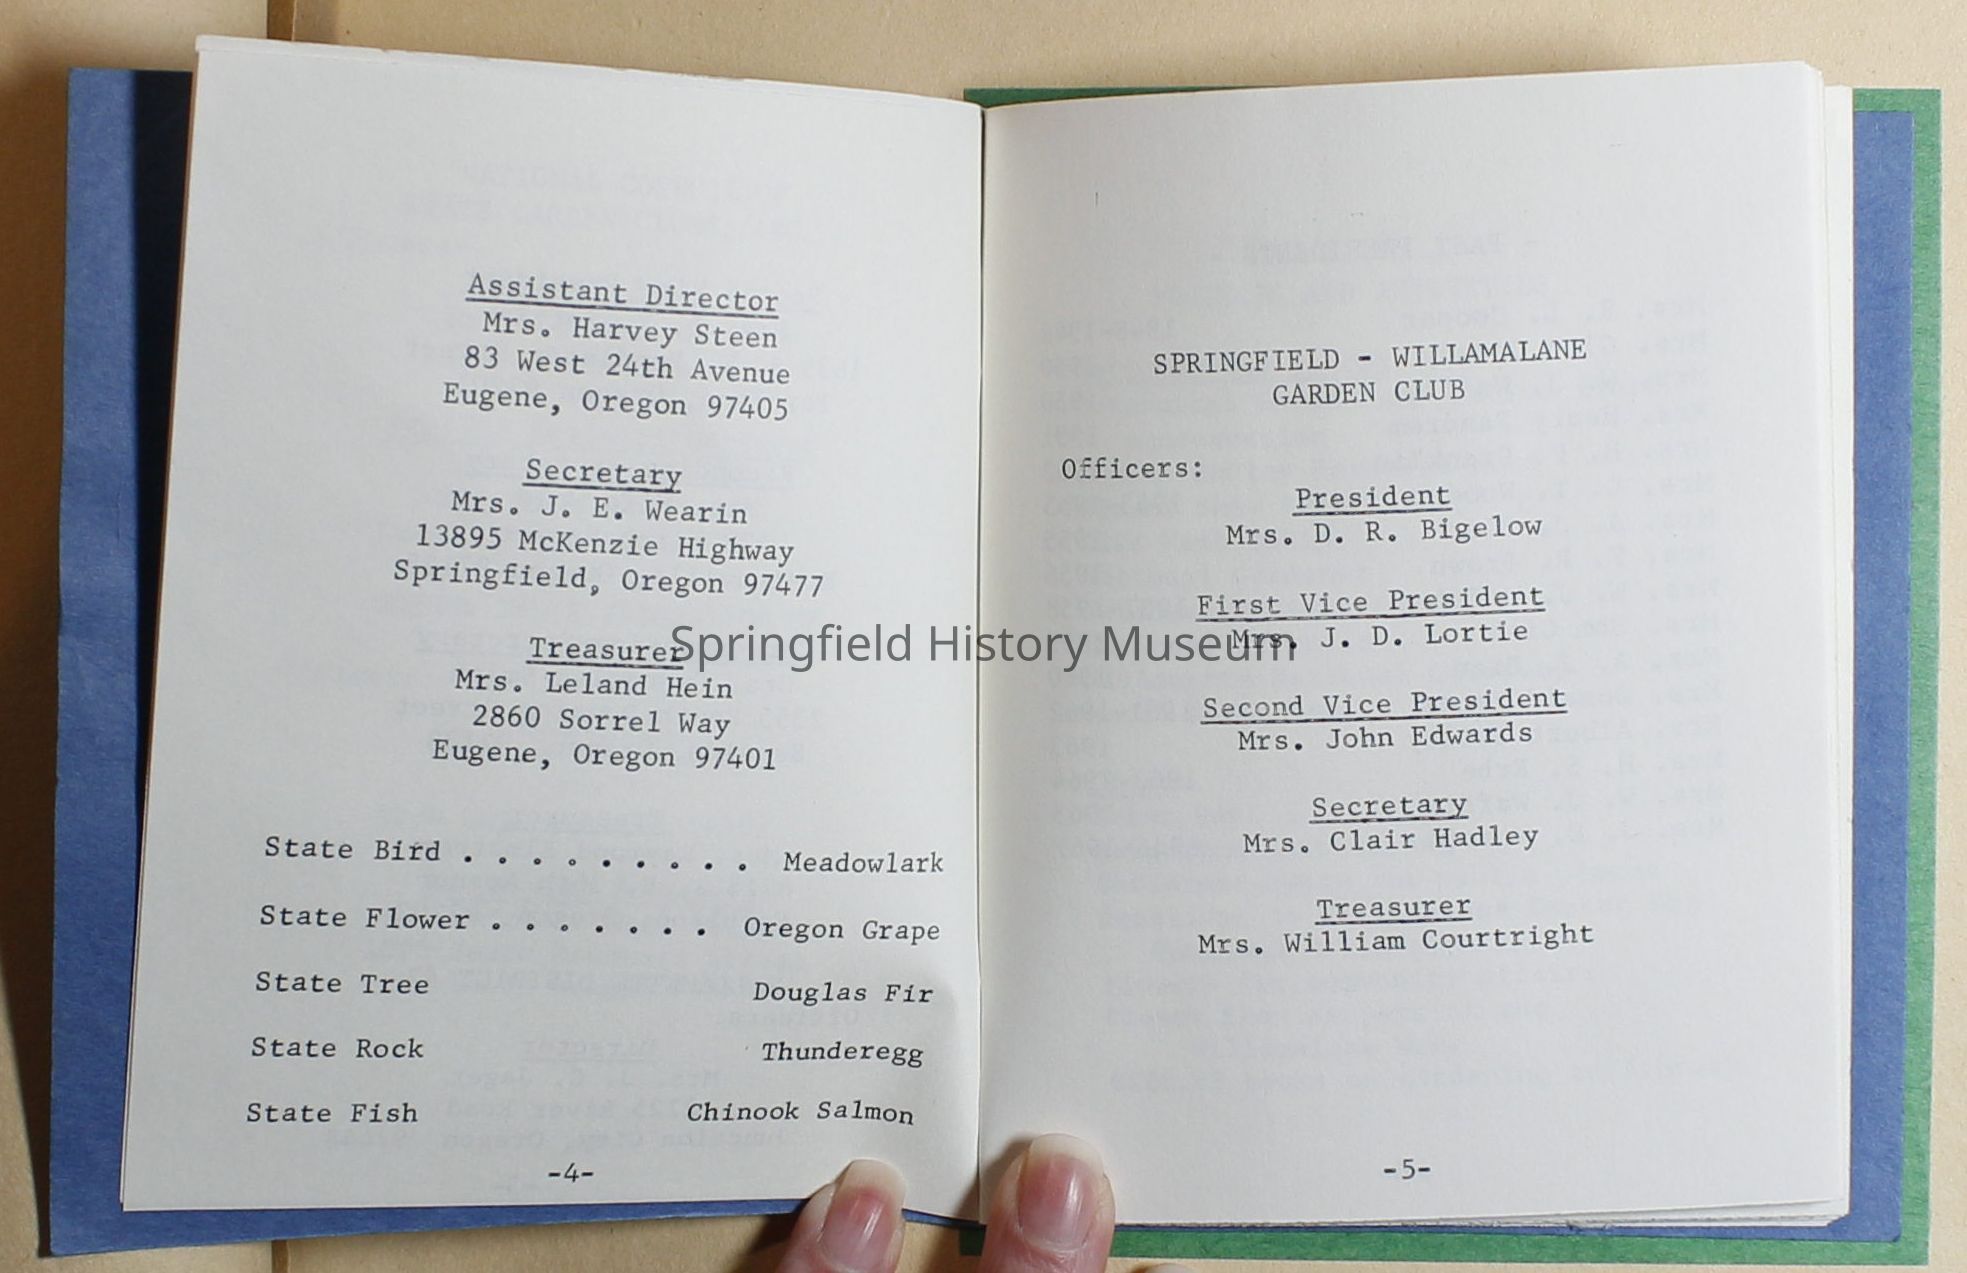 Assistant Director
Mrs. Harvey Steen
83 West 24th Avenue
Eugene, Oregon 97405
Secretary
Mrs. J. E. Wearin
13895 McKenzie Highway
Springfield, Oregon 97477
Treasurer
Mrs. Leland Hein
2860 Sorrel Way
Eugene, Oregon 97401
State Bird . . . . . . . . . Meadowlark
State Flower . . . . . . . Oregon Grape
State Tree Douglas Fir
State Rock Thunderegg
State Fish Chinook Salmon
-4-
SPRINGFIELD - WILLAMALANE
GARDEN CLUB
Officers:
President
Mrs. D. R. Bigelow
First Vice President
Mrs. J. D. Lortie
Second Vice President
Mrs. John Edwards
Secretary
Mrs. Clair Hadley
Treasurer
Mrs. William Courtright
-5-
Springfield History Museum